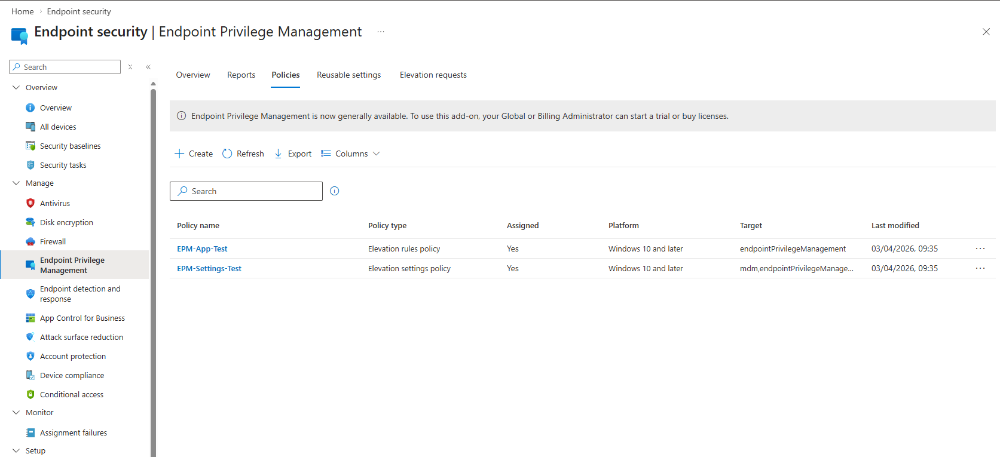 Home > Endpoint security
Endpoint security | Endpoint Privilege Management ...
Search
Overview
Overview
All devices
Security baselines
Security tasks
Manage
Antivirus
Disk encryption
Firewall
Endpoint Privilege
Management
Endpoint detection and
response
App Control for Business
Attack surface reduction
Account protection
Device compliance
Conditional access
Monitor
Assignment failures
Setup
Overview Reports Policies Reusable settings Elevation requests
Endpoint Privilege Management is now generally available. To use this add-on, your Global or Billing Administrator can start a trial or buy licenses.
Create Refresh Export Columns
Search
Policy name Policy type Assigned Platform Target Last modified
EPM-App-Test Elevation rules policy Yes Windows 10 and later endpointPrivilegeManagement 03/04/2026, 09:35 ...
EPM-Settings-Test Elevation settings policy Yes Windows 10 and later mdm,endpointPrivilegeManage... 03/04/2026, 09:35 ...